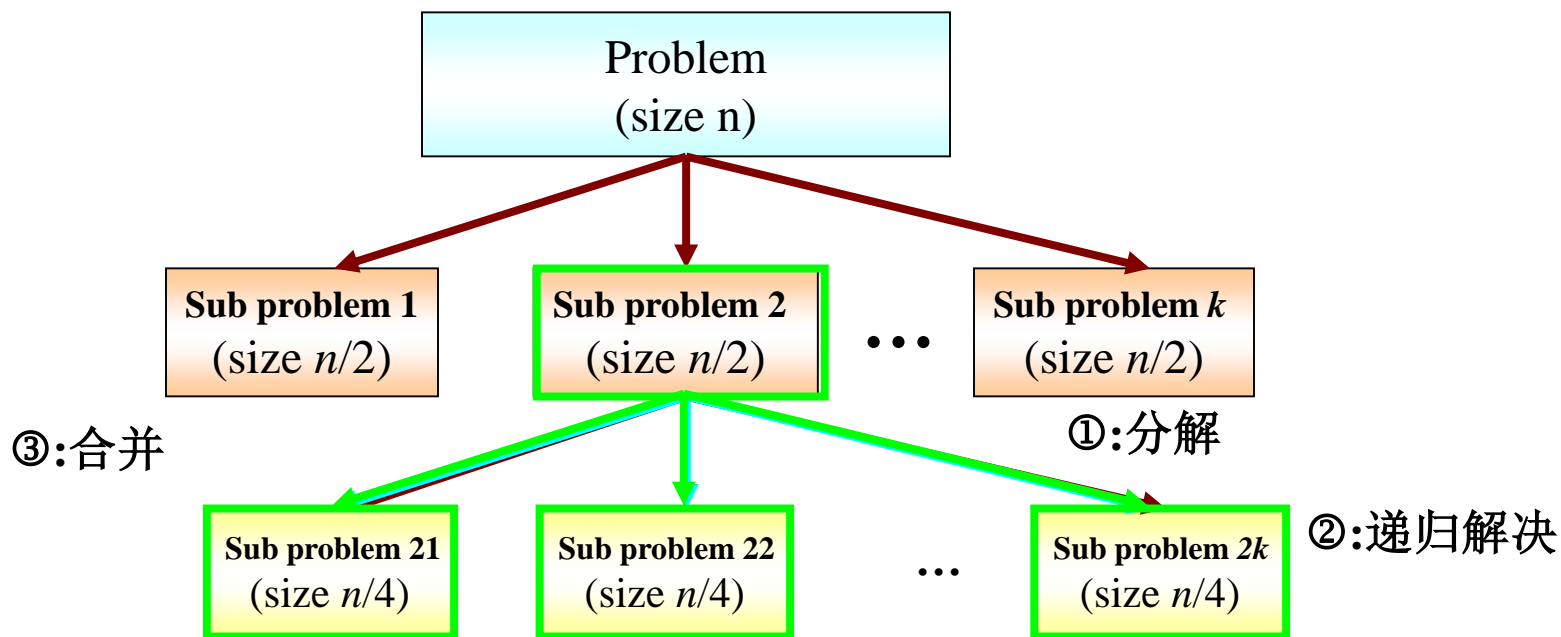 Problem
(size n)
Sub problem 1
(size n/2)
Sub problem 2
(size n/2)
...
Sub problem k
(size n/2)
③:合并
①:分解
Sub problem 21
(size n/4)
Sub problem 22
(size n/4)
...
Sub problem 2k
(size n/4)
②:递归解决